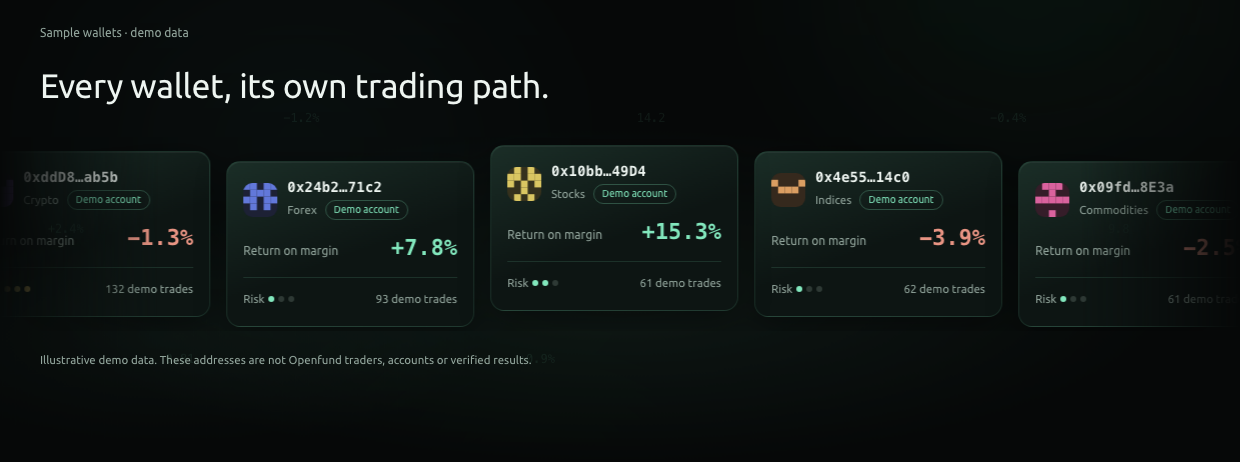 Sample wallets · demo data
Every wallet, its own trading path.
−1.2%
14.2
−0.4%
0xddD8…ab5b
Crypto
Demo account
on margin
−1.3%
132 demo trades
0x24b2…71c2
Forex
Demo account
Return on margin
+7.8%
Risk
93 demo trades
0x10bb…49D4
Stocks
Demo account
Return on margin
+15.3%
Risk
61 demo trades
0x4e55…14c0
Indices
Demo account
Return on margin
−3.9%
Risk
62 demo trades
0x09fd…8E3a
Commodities
Demo account
Return on margin
−2.5
Risk
61 demo
Illustrative demo data. These addresses are not Openfund traders, accounts or verified results.